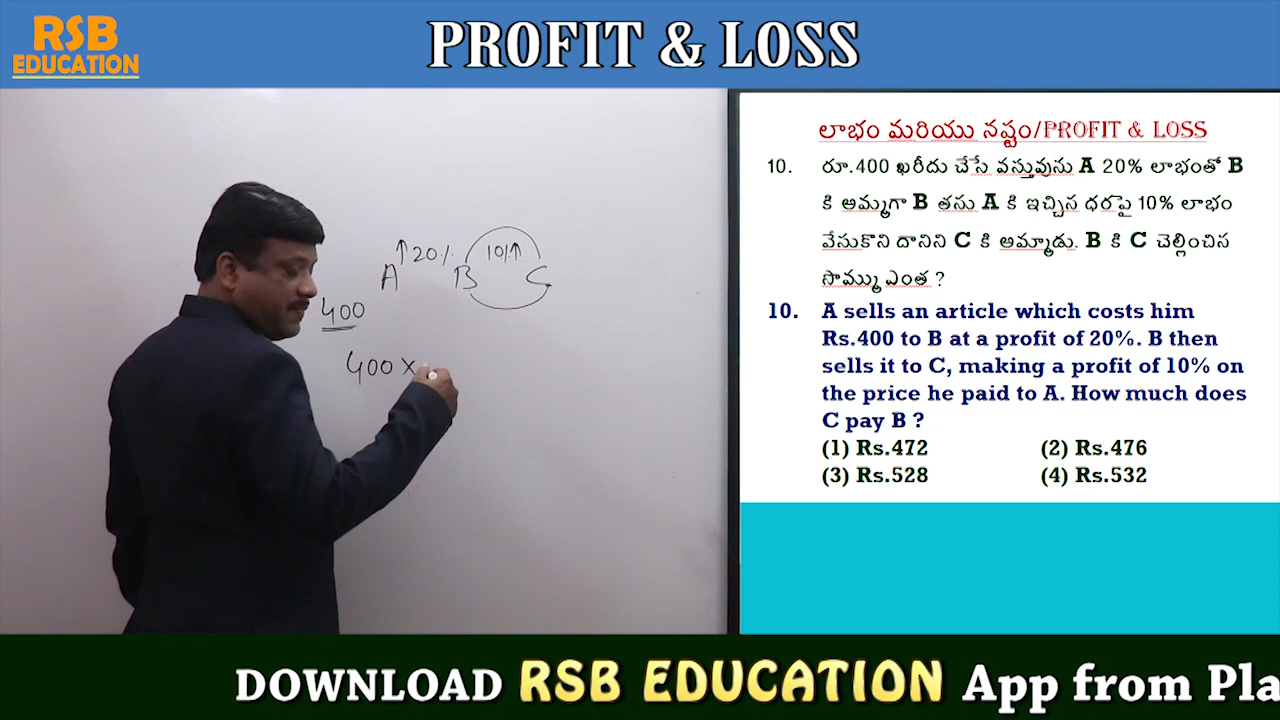 RSB
EDUCATION
PROFIT & LOSS
↑20% 10%↑
A B C
400
400 ×
లాభం మరియు నష్టం/PROFIT & LOSS
10. రూ.400 ఖరీదు చేసే వస్తువును A 20% లాభంతో B
కి అమ్మగా B తను A కి ఇచ్చిన ధరపై 10% లాభం
వేసుకొని దానిని C కి అమ్మాడు. B కి C చెల్లించిన
సొమ్ము ఎంత ?
10. A sells an article which costs him
Rs.400 to B at a profit of 20%. B then
sells it to C, making a profit of 10% on
the price he paid to A. How much does
C pay B ?
(1) Rs.472 (2) Rs.476
(3) Rs.528 (4) Rs.532
DOWNLOAD RSB EDUCATION App from Pla